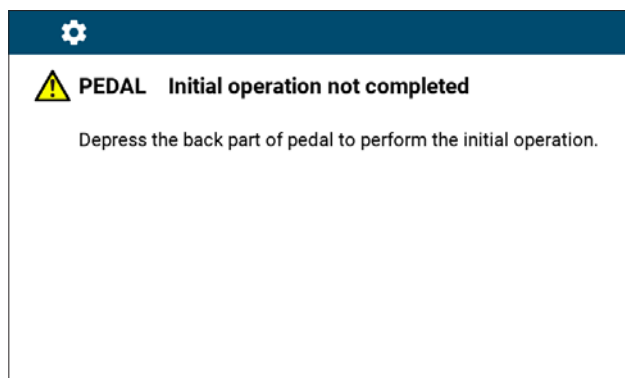 PEDAL Initial operation not completed
Depress the back part of pedal to perform the initial operation.